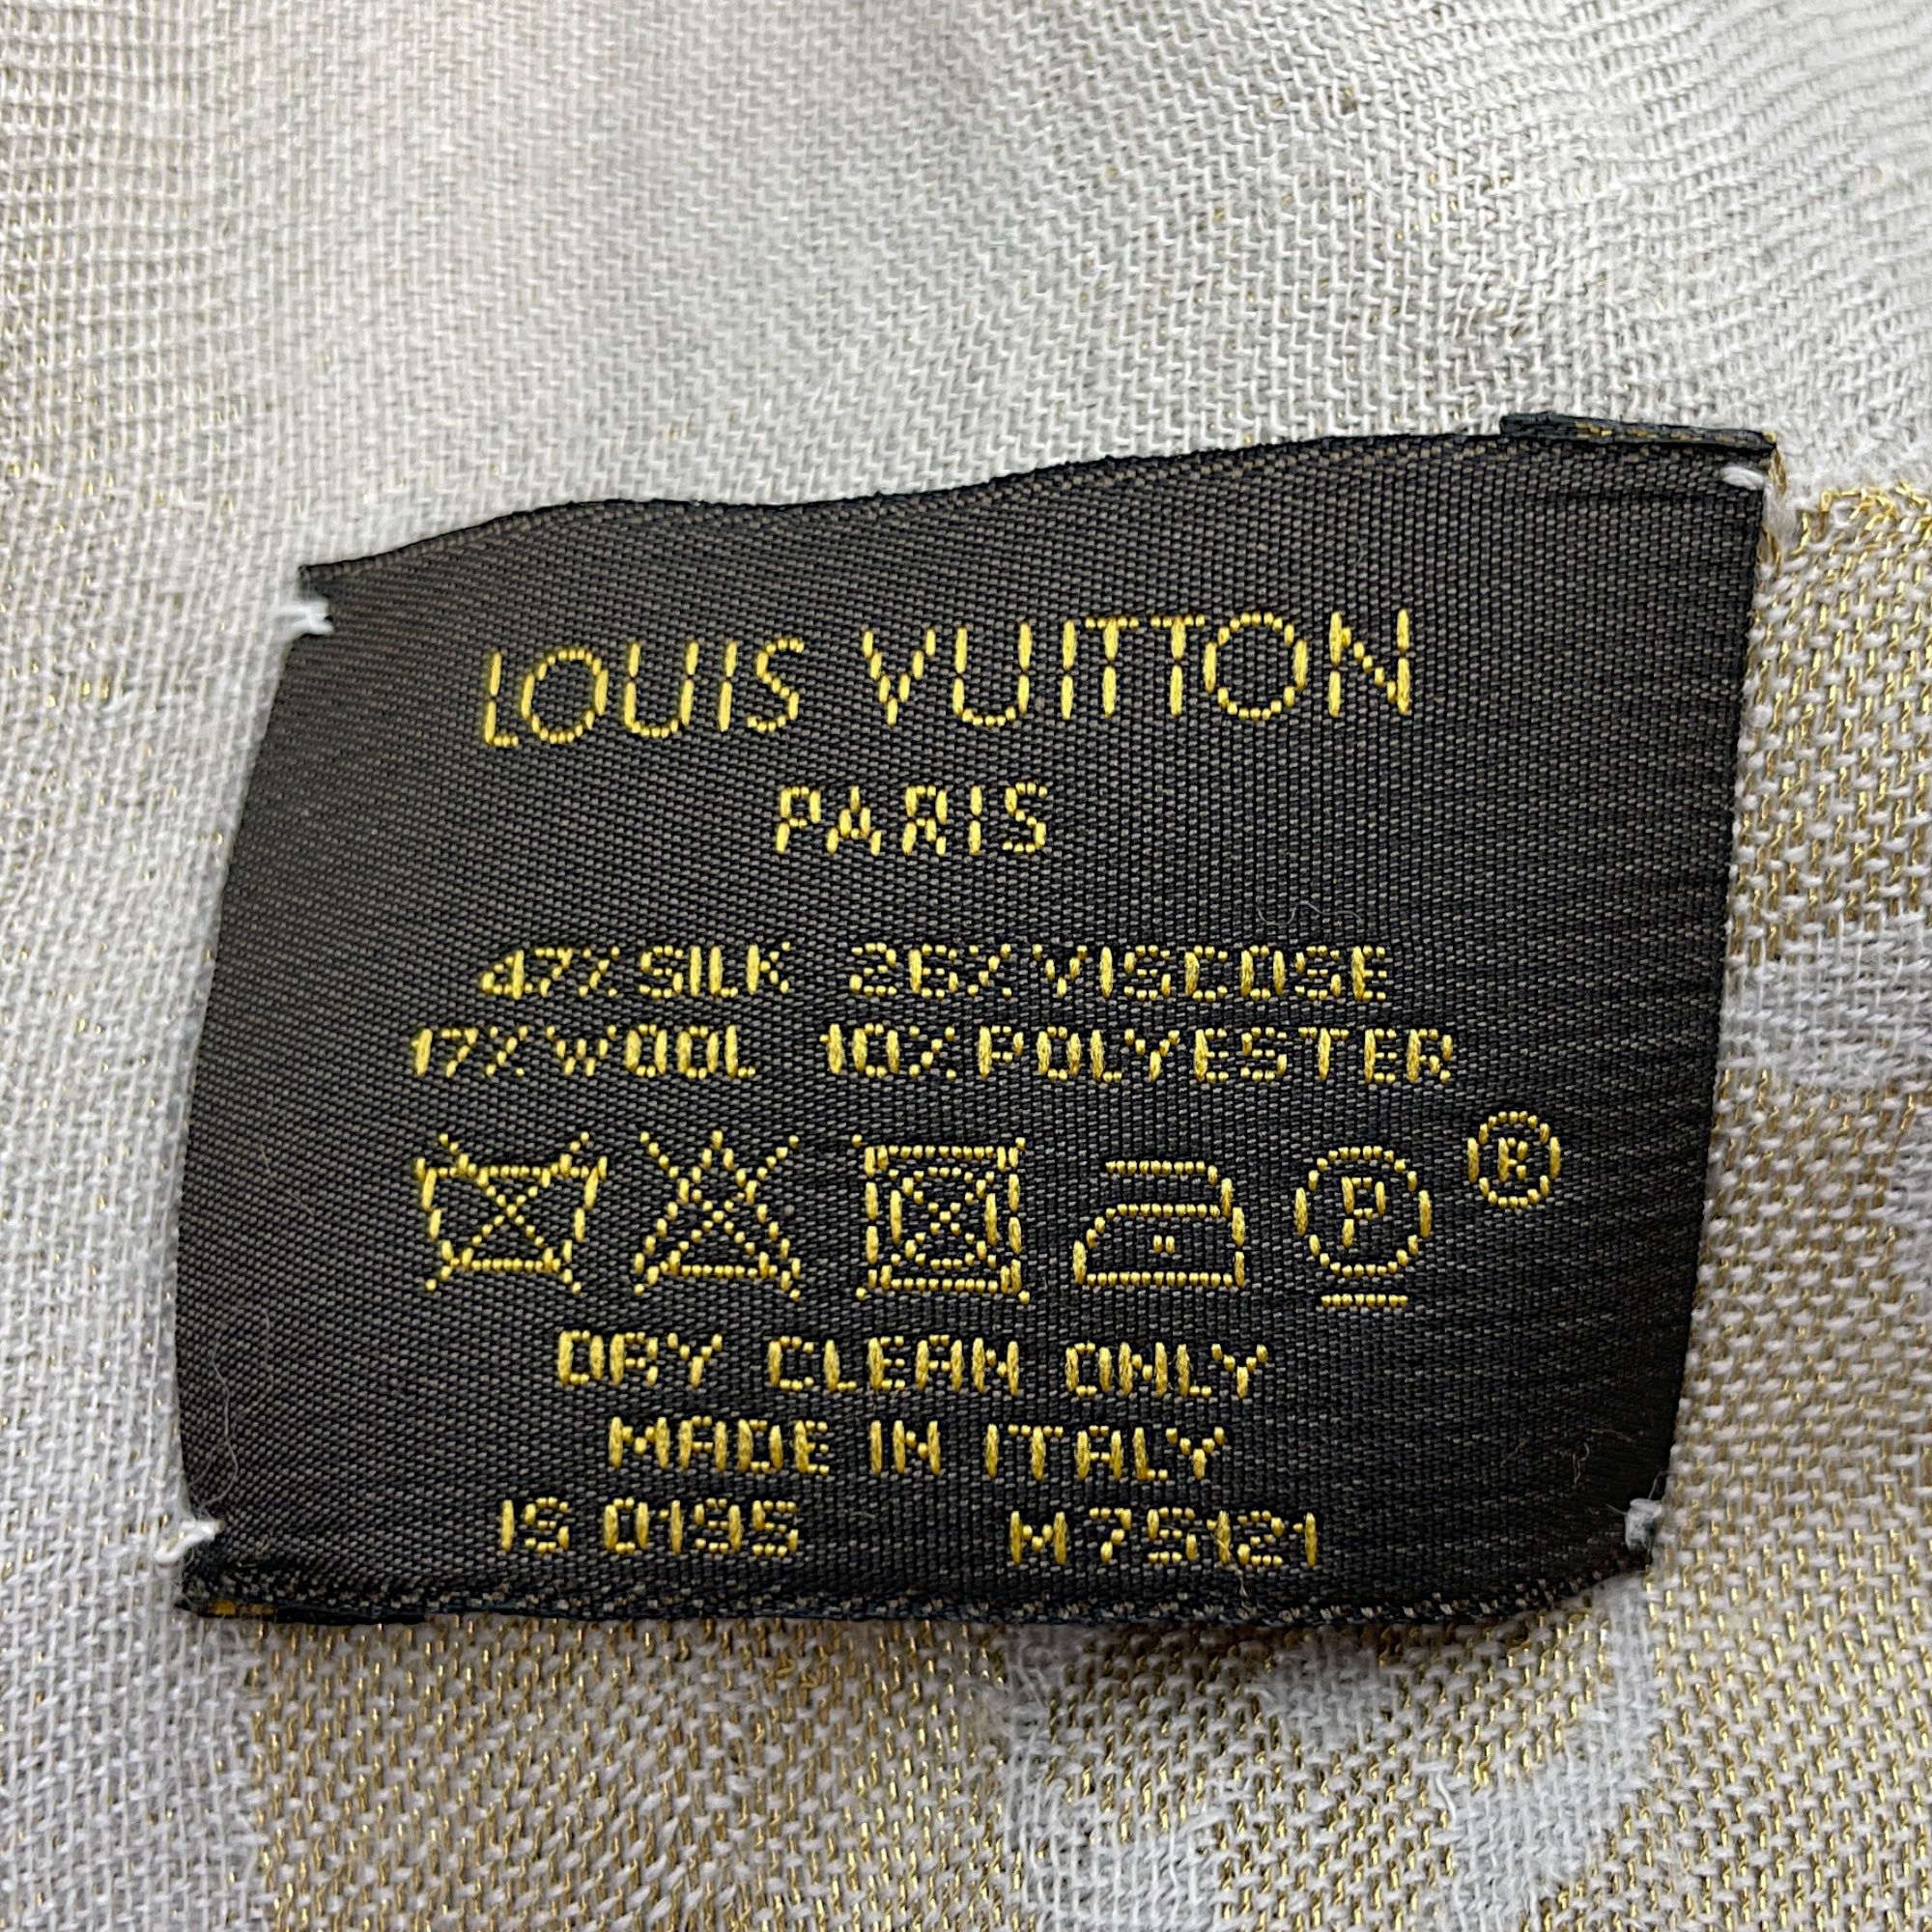 LOUIS VUITTON
PARIS
47% SILK 26% VISCOSE
17% WOOL 10% POLYESTER
P ®
DRY CLEAN ONLY
MADE IN ITALY
IS 0195 M75121